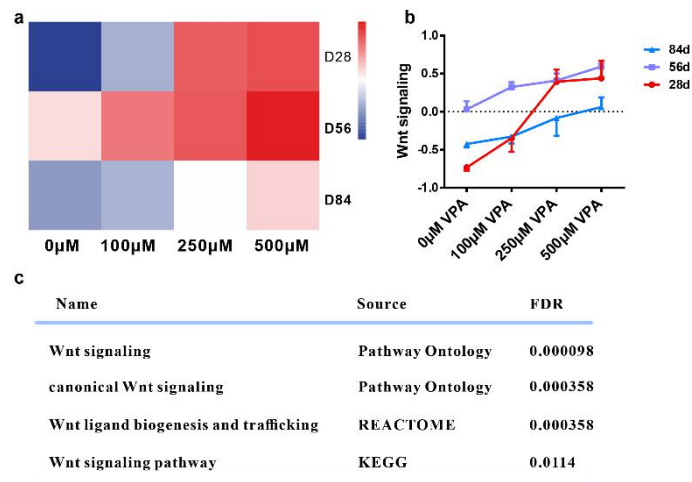 a
D28
D56
D84
0μM 100μM 250μM 500μM
b
Wnt signaling
1.0
0.5
0.0
-0.5
-1.0
0μM VPA
100μM VPA
250μM VPA
500μM VPA
84d
56d
28d
c
Name Source FDR
Wnt signaling Pathway Ontology 0.000098
canonical Wnt signaling Pathway Ontology 0.000358
Wnt ligand biogenesis and trafficking REACTOME 0.000358
Wnt signaling pathway KEGG 0.0114